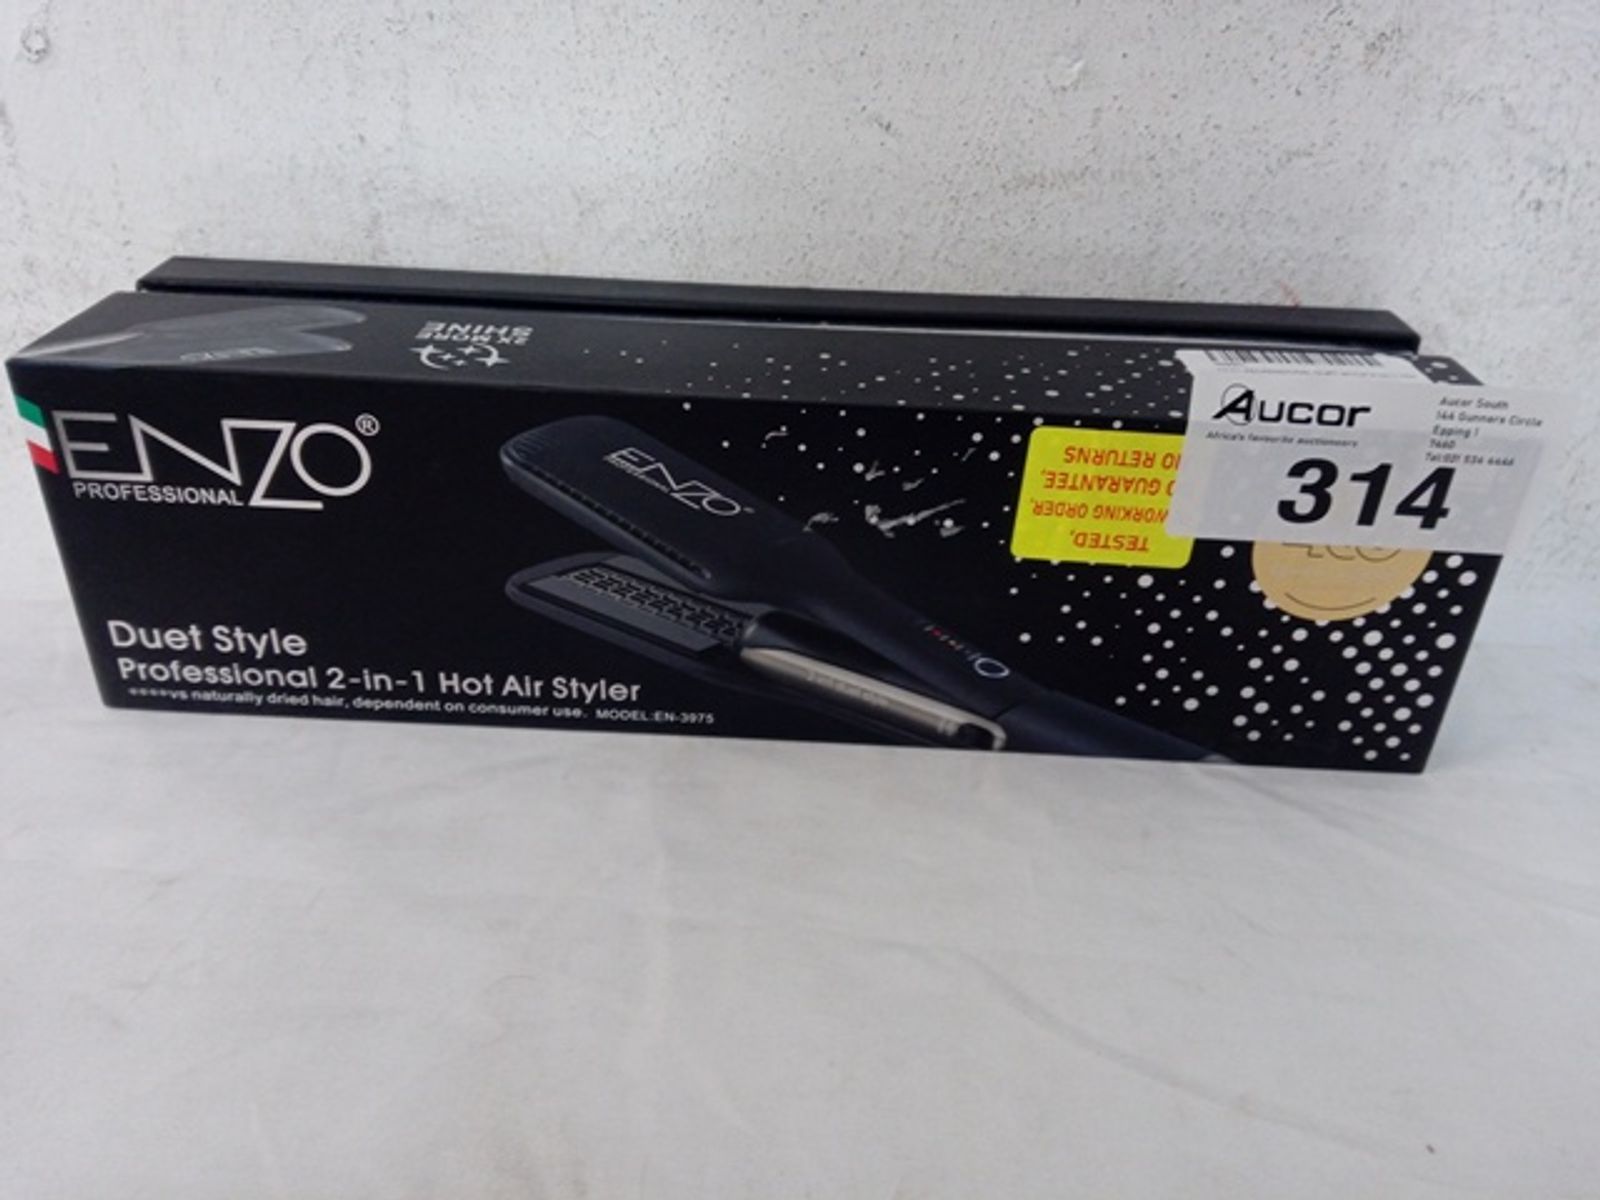 2X MORE
SHINE
ENZO®
PROFESSIONAL
ENZO
Duet Style
Professional 2-in-1 Hot Air Styler
naturally dried hair, dependent on consumer use. MODEL:EN-3975
TESTED,
WORKING ORDER,
GUARANTEE,
RETURNS
Aucor
Africa's favourite auctioneers
Aucor South
144 Gunners Circle
Epping 1
7460
314